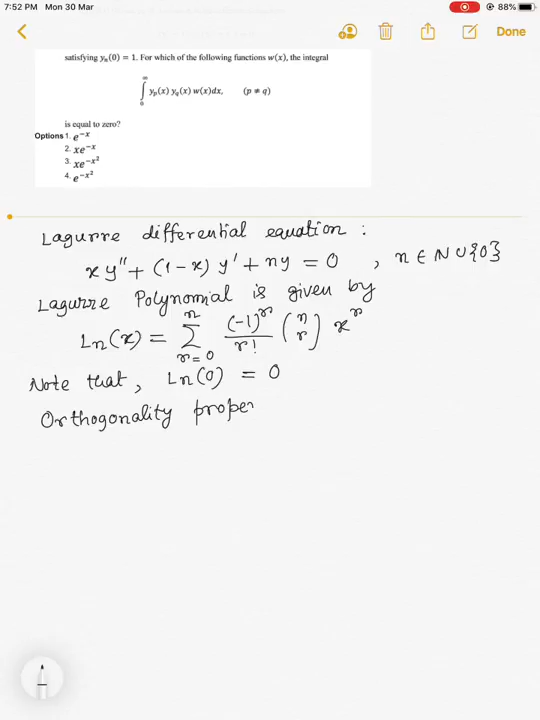 7:52 PM Mon 30 Mar
88%
Done
satisfying yₙ(0) = 1. For which of the following functions w(x), the integral
∫₀^∞ yₚ(x) y_q(x) w(x)dx, (p ≠ q)
is equal to zero?
Options 1. e^{-x}
2. xe^{-x}
3. xe^{-x²}
4. e^{-x²}
Lagurre differential equation :
x y'' + (1 - x) y' + ny = 0 , n ∈ N ∪ {0}
Lagurre Polynomial is given by
Ln(x) = ∑_{r=0}^{n} \frac{(-1)^r}{r!} \binom{n}{r} x^r
Note that, Ln(0) = 0
Orthogonality proper